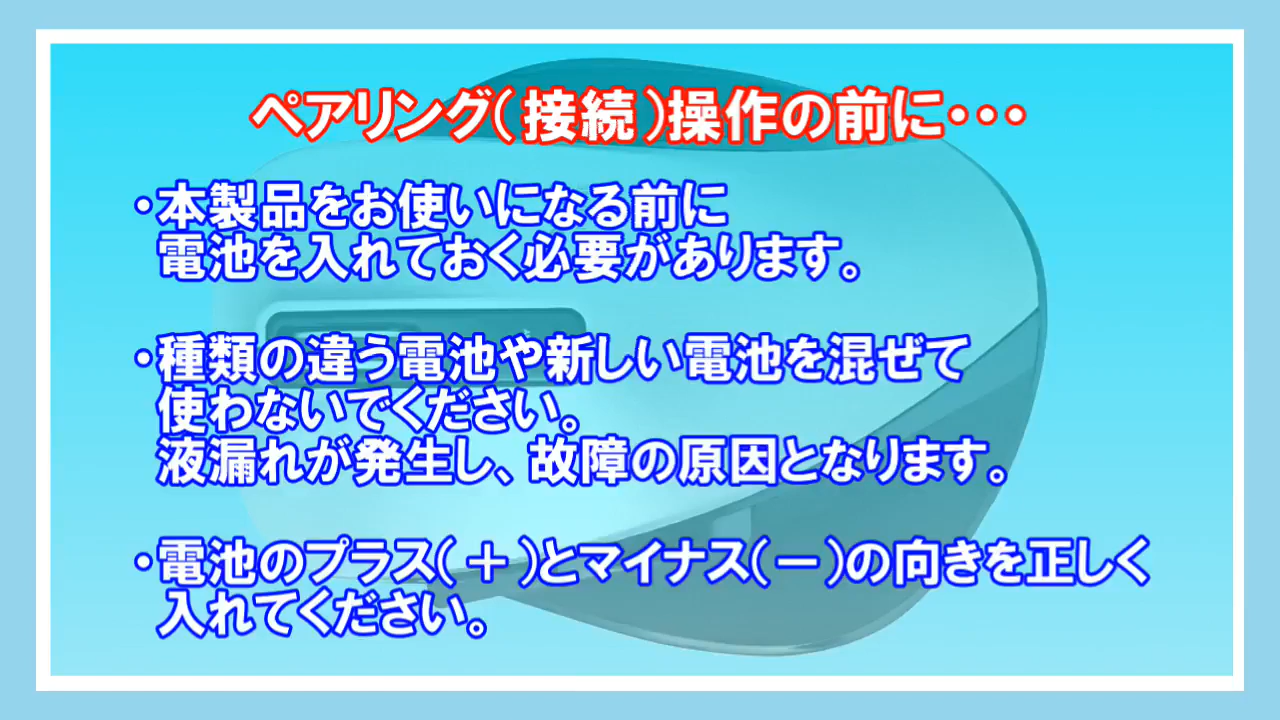 ペアリング（接続）操作の前に・・・
・本製品をお使いになる前に
電池を入れておく必要があります。
・種類の違う電池や新しい電池を混ぜて
使わないでください。
液漏れが発生し、故障の原因となります。
・電池のプラス（＋）とマイナス（－）の向きを正しく
入れてください。